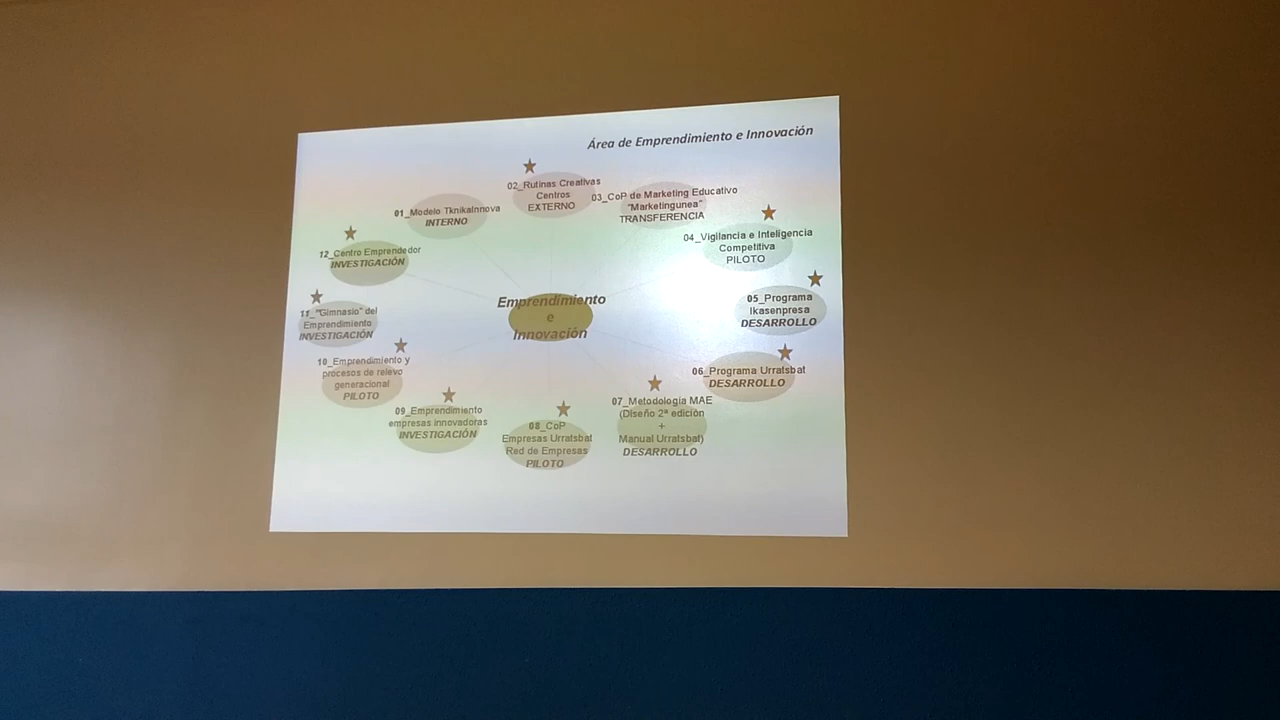 Área de Emprendimiento e Innovación
01_Modelo TknikaInnova
INTERNO
02_Rutinas Creativas
Centros
EXTERNO
03_CoP de Marketing Educativo
"Marketingunea"
TRANSFERENCIA
04_Vigilancia e Inteligencia
Competitiva
PILOTO
05_Programa
Ikasenpresa
DESARROLLO
06_Programa Urratsbat
DESARROLLO
07_Metodología MAE
(Diseño 2ª edición
+
Manual Urratsbat)
DESARROLLO
08_CoP
Empresas Urratsbat
Red de Empresas
PILOTO
09_Emprendimiento
empresas innovadoras
INVESTIGACIÓN
10_Emprendimiento y
procesos de relevo
generacional
PILOTO
11_"Gimnasio" del
Emprendimiento
INVESTIGACIÓN
12_Centro Emprendedor
INVESTIGACIÓN
Emprendimiento
e
Innovación